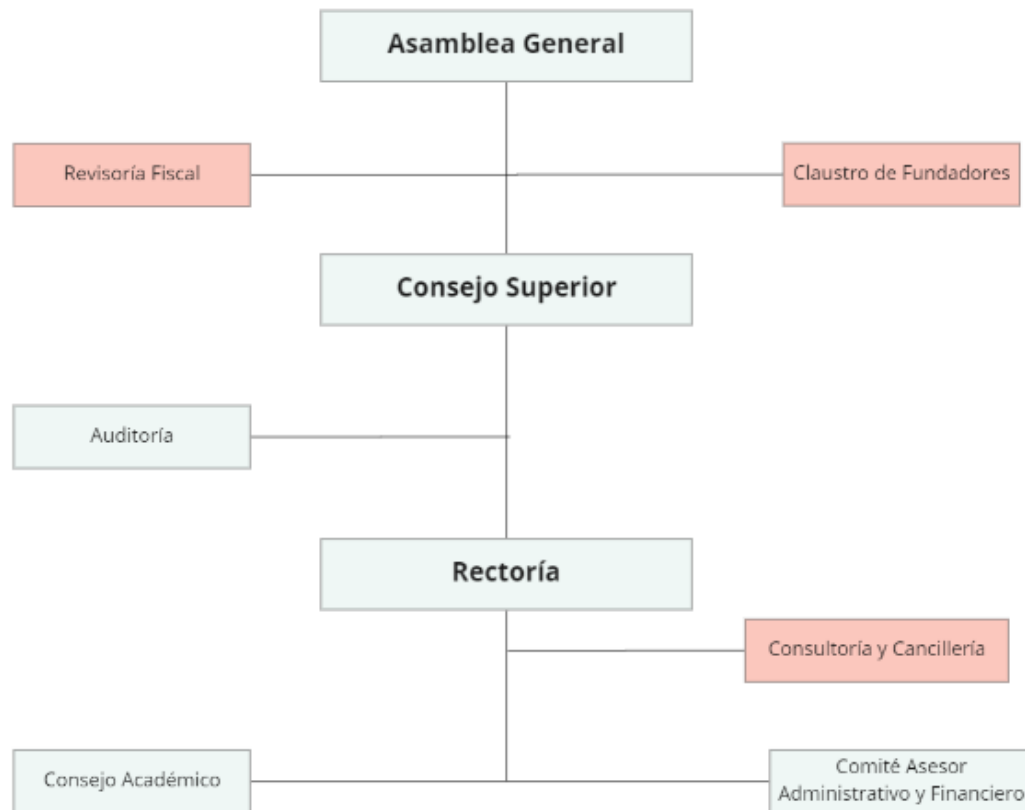 Asamblea General
Revisoría Fiscal
Claustro de Fundadores
Consejo Superior
Auditoría
Rectoría
Consultoría y Cancillería
Consejo Académico
Comité Asesor
Administrativo y Financiero